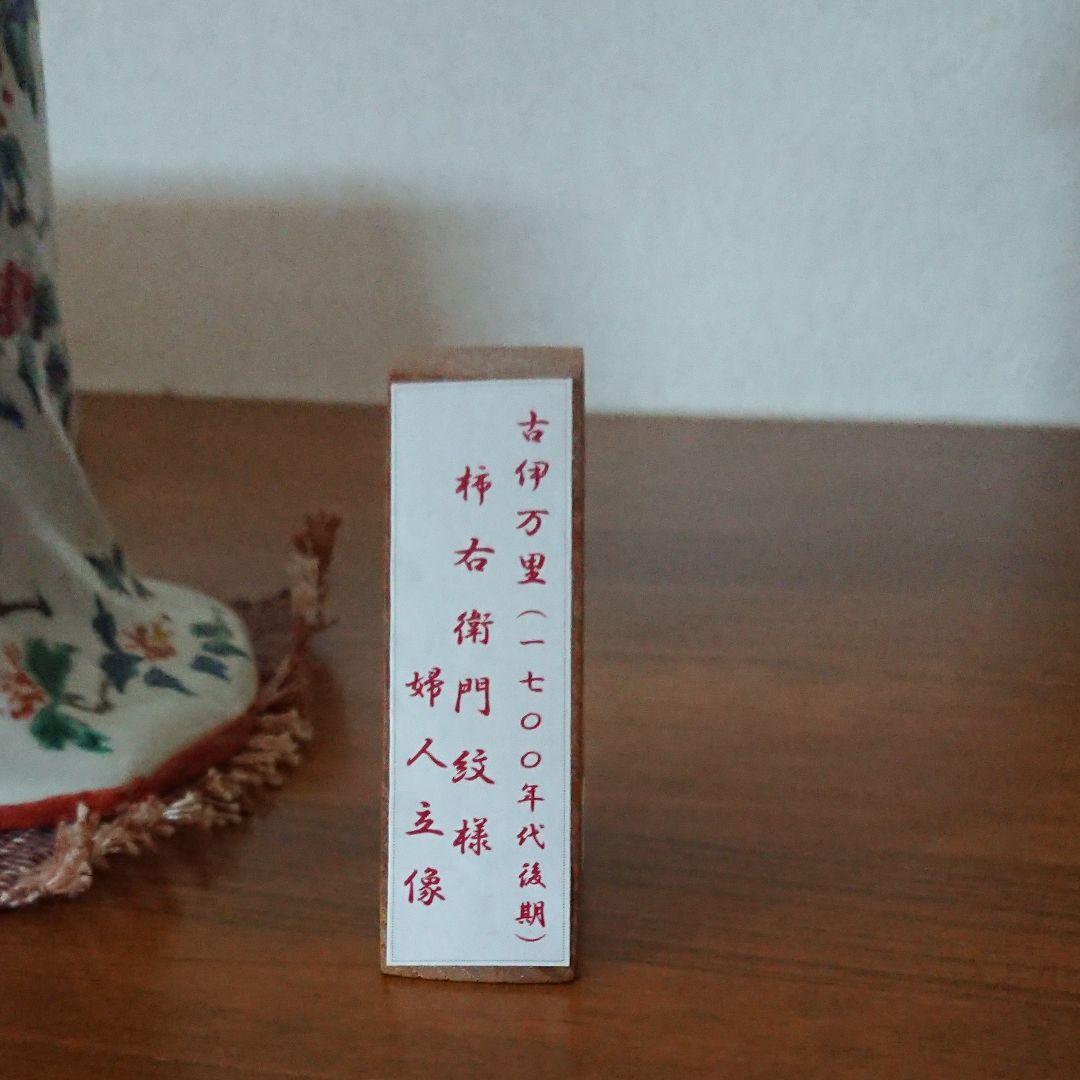 古伊万里(一七〇〇年代後期)
柿右衛門紋様
婦人立像